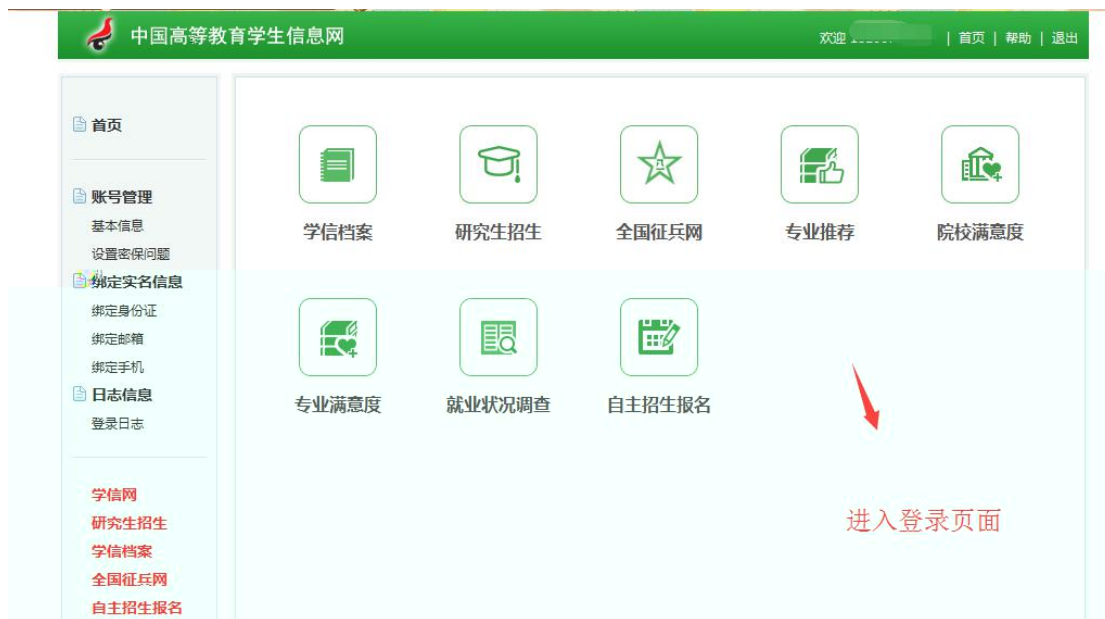 中国高等教育学生信息网
欢迎 | 首页 | 帮助 | 退出
首页
账号管理
基本信息
设置密保问题
绑定实名信息
绑定身份证
绑定邮箱
绑定手机
日志信息
登录日志
学信网
研究生招生
学信档案
全国征兵网
自主招生报名
学信档案 研究生招生 全国征兵网 专业推荐 院校满意度
专业满意度 就业状况调查 自主招生报名
进入登录页面